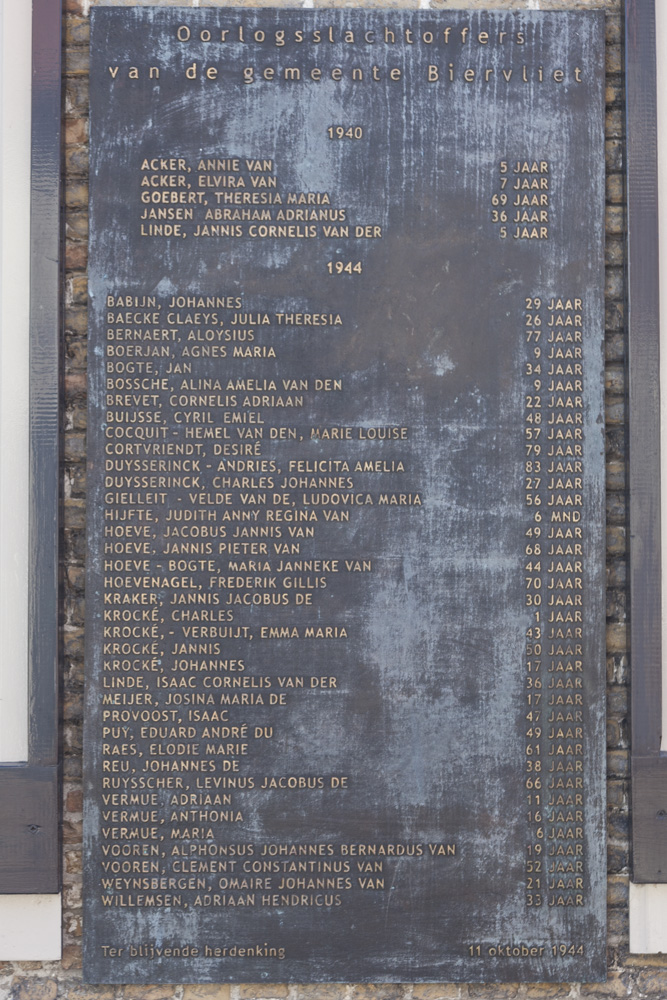 Oorlogsslachtoffers
van de gemeente Biervliet
1940
ACKER, ANNIE VAN 5 JAAR
ACKER, ELVIRA VAN 7 JAAR
GOEBERT, THERESIA MARIA 69 JAAR
JANSEN ABRAHAM ADRIANUS 36 JAAR
LINDE, JANNIS CORNELIS VAN DER 5 JAAR
1944
BABIJN, JOHANNES 29 JAAR
BAECKE CLAEYS, JULIA THERESIA 26 JAAR
BERNAERT, ALOYSIUS 77 JAAR
BOERJAN, AGNES MARIA 9 JAAR
BOGTE, JAN 34 JAAR
BOSSCHE, ALINA AMELIA VAN DEN 9 JAAR
BREVET, CORNELIS ADRIAAN 22 JAAR
BUIJSSE, CYRIL EMIEL 48 JAAR
COCQUIT - HEMEL VAN DEN, MARIE LOUISE 57 JAAR
CORTVRIENDT, DESIRÉ 79 JAAR
DUYSSERINCK - ANDRIES, FELICITA AMELIA 83 JAAR
DUYSSERINCK, CHARLES JOHANNES 27 JAAR
GIELLEIT - VELDE VAN DE, LUDOVICA MARIA 56 JAAR
HIJFTE, JUDITH ANNY REGINA VAN 6 MND
HOEVE, JACOBUS JANNIS VAN 49 JAAR
HOEVE, JANNIS PIETER VAN 68 JAAR
HOEVE - BOGTE, MARIA JANNEKE VAN 44 JAAR
HOEVENAGEL, FREDERIK GILLIS 70 JAAR
KRAKER, JANNIS JACOBUS DE 30 JAAR
KROCKÉ, CHARLES 1 JAAR
KROCKÉ, - VERBUIJT, EMMA MARIA 43 JAAR
KROCKÉ, JANNIS 50 JAAR
KROCKÉ, JOHANNES 17 JAAR
LINDE, ISAAC CORNELIS VAN DER 36 JAAR
MEIJER, JOSINA MARIA DE 17 JAAR
PROVOOST, ISAAC 47 JAAR
PUY, EDUARD ANDRÉ DU 49 JAAR
RAES, ELODIE MARIE 61 JAAR
REU, JOHANNES DE 38 JAAR
RUYSSCHER, LEVINUS JACOBUS DE 66 JAAR
VERMUE, ADRIAAN 11 JAAR
VERMUE, ANTHONIA 16 JAAR
VERMUE, MARIA 6 JAAR
VOOREN, ALPHONSUS JOHANNES BERNARDUS VAN 19 JAAR
VOOREN, CLEMENT CONSTANTINUS VAN 52 JAAR
WEYNSBERGEN, OMAIRE JOHANNES VAN 21 JAAR
WILLEMSEN, ADRIAAN HENDRICUS 33 JAAR
Ter blijvende herdenking 11 oktober 1944